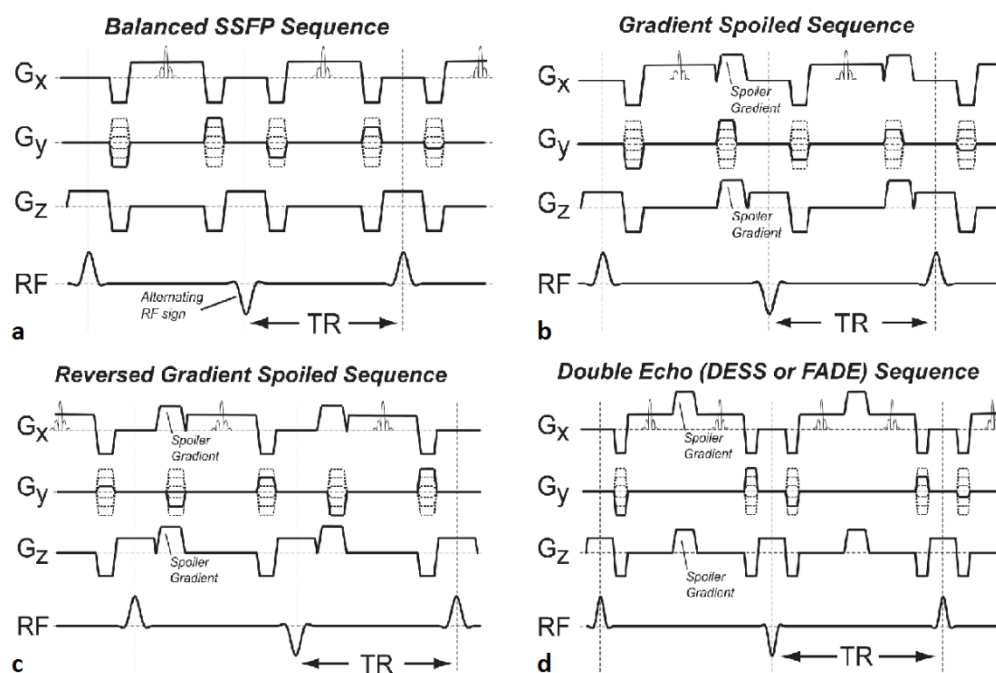 Balanced SSFP Sequence
Gx
Gy
Gz
RF
Alternating
RF sign
TR
a
Gradient Spoiled Sequence
Spoiler
Gredient
Gx
Gy
Gz
Spoiler
Gradient
RF
TR
b
Reversed Gradient Spoiled Sequence
Gx
Spoiler
Gradient
Gy
Gz
Spoiler
Gradient
RF
TR
c
Double Echo (DESS or FADE) Sequence
Gx
Spoiler
Gradient
Gy
Gz
Spoiler
Gradient
RF
TR
d